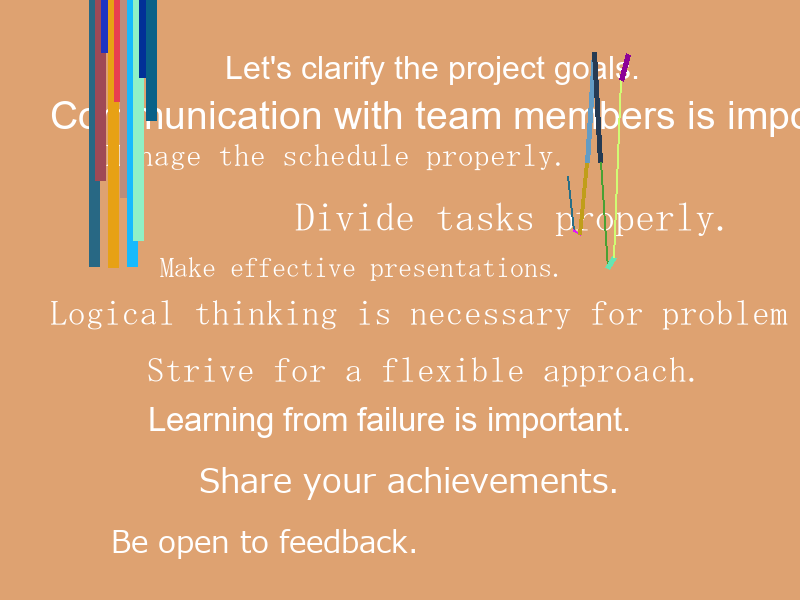 Let's clarify the project goals.
Communication with team members is impo
Manage the schedule properly.
Divide tasks properly.
Make effective presentations.
Logical thinking is necessary for problem
Strive for a flexible approach.
Learning from failure is important.
Share your achievements.
Be open to feedback.